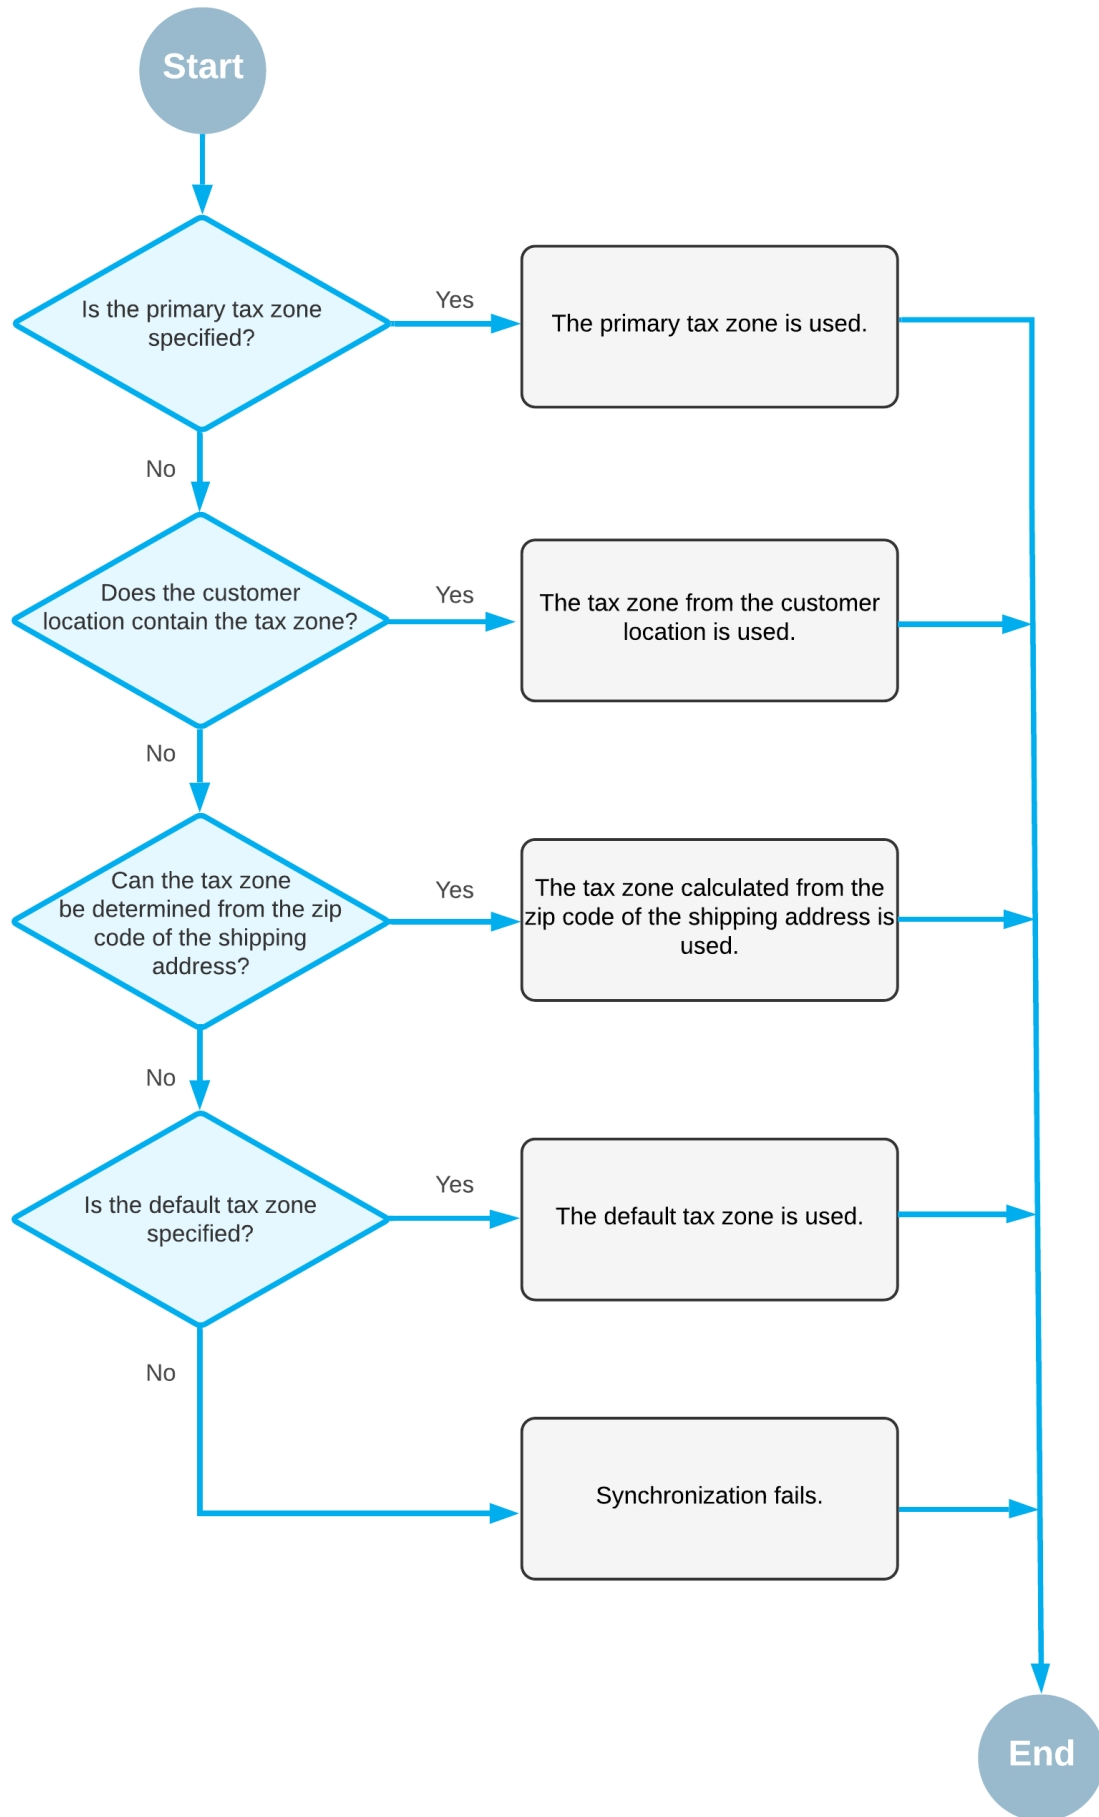 Start
Is the primary tax zone
specified?
Yes
The primary tax zone is used.
No
Does the customer
location contain the tax zone?
Yes
The tax zone from the customer
location is used.
No
Can the tax zone
be determined from the zip
code of the shipping
address?
Yes
The tax zone calculated from the
zip code of the shipping address is
used.
No
Is the default tax zone
specified?
Yes
The default tax zone is used.
No
Synchronization fails.
End